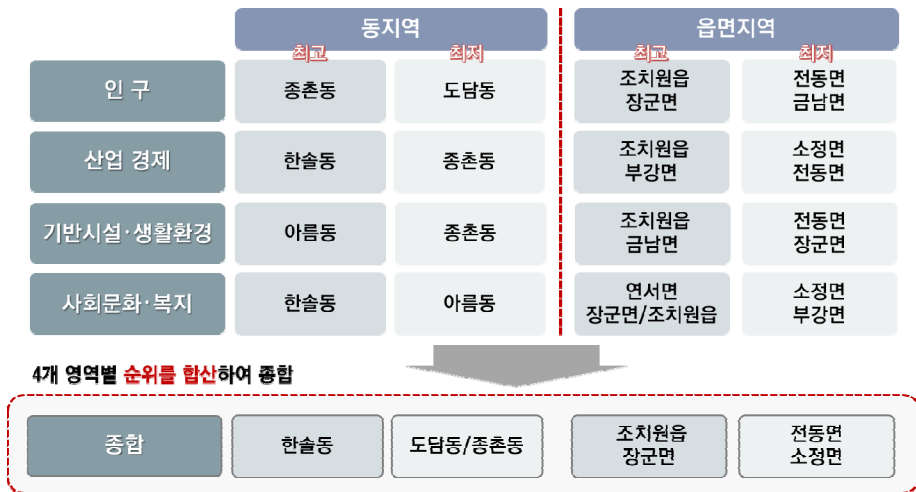 동지역
읍면지역
최고
최저
최고
최저
인 구
종촌동
도담동
조치원읍
장군면
전동면
금남면
산업 경제
한솔동
종촌동
조치원읍
부강면
소정면
전동면
기반시설·생활환경
아름동
종촌동
조치원읍
금남면
전동면
장군면
사회문화·복지
한솔동
아름동
연서면
장군면/조치원읍
소정면
부강면
4개 영역별 순위를 합산하여 종합
종합
한솔동
도담동/종촌동
조치원읍
장군면
전동면
소정면